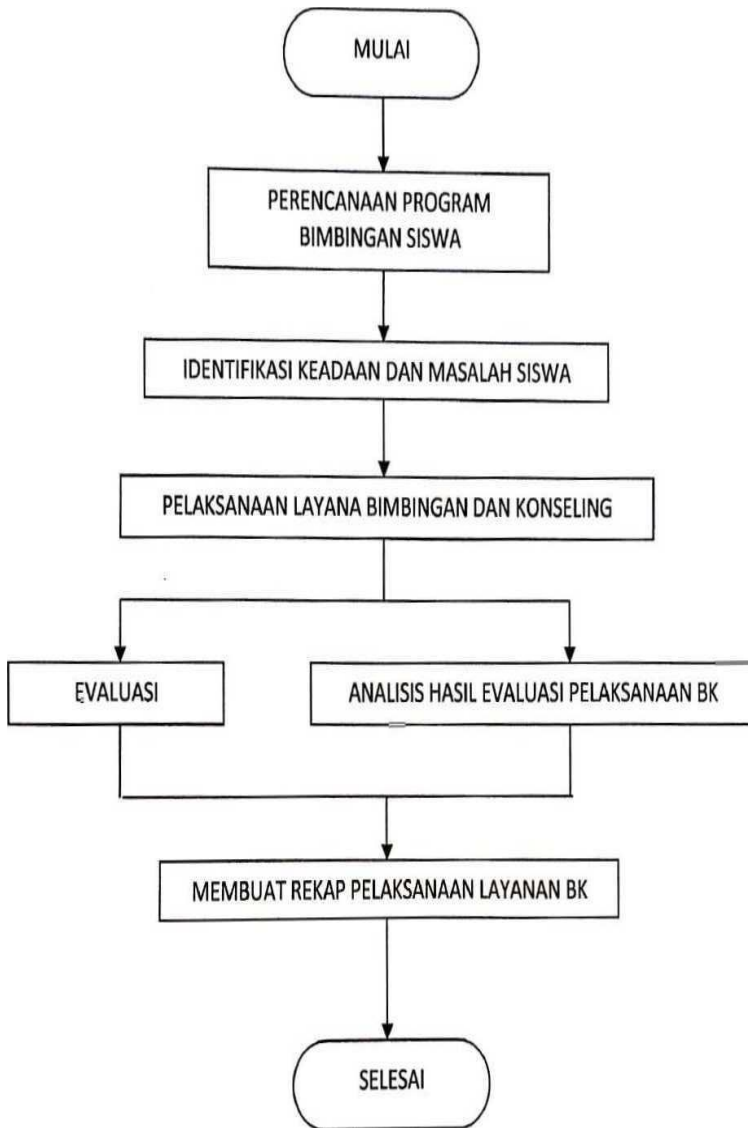 MULAI
PERENCANAAN PROGRAM
BIMBINGAN SISWA
IDENTIFIKASI KEADAAN DAN MASALAH SISWA
PELAKSANAAN LAYANA BIMBINGAN DAN KONSELING
EVALUASI
ANALISIS HASIL EVALUASI PELAKSANAAN BK
MEMBUAT REKAP PELAKSANAAN LAYANAN BK
SELESAI